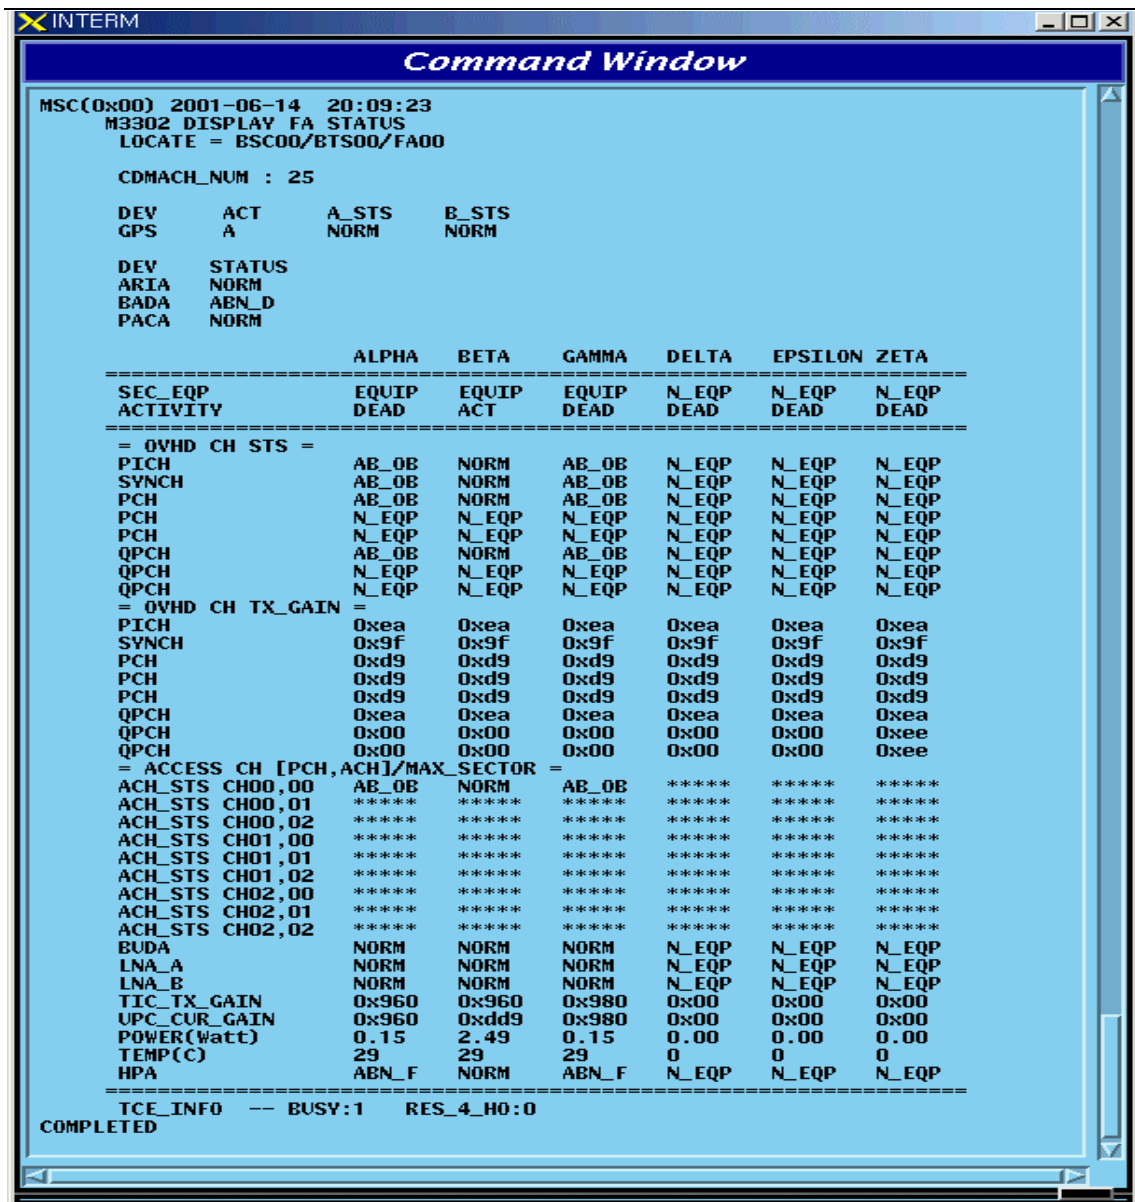 INTERM
Command Window
MSC(0x00) 2001-06-14 20:09:23
M3302 DISPLAY FA STATUS
LOCATE = BSC00/BTS00/FA00
CDMACH_NUM : 25
DEV ACT A_STS B_STS
GPS A NORM NORM
DEV STATUS
ARIA NORM
BADA ABN_D
PACA NORM
ALPHA BETA GAMMA DELTA EPSILON ZETA
==================================================================
SEC_EQP EQUIP EQUIP EQUIP N_EQP N_EQP N_EQP
ACTIVITY DEAD ACT DEAD DEAD DEAD DEAD
==================================================================
= OVHD CH STS =
PICH AB_OB NORM AB_OB N_EQP N_EQP N_EQP
SYNCH AB_OB NORM AB_OB N_EQP N_EQP N_EQP
PCH AB_OB NORM AB_OB N_EQP N_EQP N_EQP
PCH N_EQP N_EQP N_EQP N_EQP N_EQP N_EQP
PCH N_EQP N_EQP N_EQP N_EQP N_EQP N_EQP
QPCH AB_OB NORM AB_OB N_EQP N_EQP N_EQP
QPCH N_EQP N_EQP N_EQP N_EQP N_EQP N_EQP
QPCH N_EQP N_EQP N_EQP N_EQP N_EQP N_EQP
= OVHD CH TX_GAIN =
PICH 0xea 0xea 0xea 0xea 0xea 0xea
SYNCH 0x9f 0x9f 0x9f 0x9f 0x9f 0x9f
PCH 0xd9 0xd9 0xd9 0xd9 0xd9 0xd9
PCH 0xd9 0xd9 0xd9 0xd9 0xd9 0xd9
PCH 0xd9 0xd9 0xd9 0xd9 0xd9 0xd9
QPCH 0xea 0xea 0xea 0xea 0xea 0xea
QPCH 0x00 0x00 0x00 0x00 0x00 0xee
QPCH 0x00 0x00 0x00 0x00 0x00 0xee
= ACCESS CH [PCH,ACH]/MAX_SECTOR =
ACH_STS CH00,00 AB_OB NORM AB_OB ***** ***** *****
ACH_STS CH00,01 ***** ***** ***** ***** ***** *****
ACH_STS CH00,02 ***** ***** ***** ***** ***** *****
ACH_STS CH01,00 ***** ***** ***** ***** ***** *****
ACH_STS CH01,01 ***** ***** ***** ***** ***** *****
ACH_STS CH01,02 ***** ***** ***** ***** ***** *****
ACH_STS CH02,00 ***** ***** ***** ***** ***** *****
ACH_STS CH02,01 ***** ***** ***** ***** ***** *****
ACH_STS CH02,02 ***** ***** ***** ***** ***** *****
BUDA NORM NORM NORM N_EQP N_EQP N_EQP
LNA_A NORM NORM NORM N_EQP N_EQP N_EQP
LNA_B NORM NORM NORM N_EQP N_EQP N_EQP
TIC_TX_GAIN 0x960 0x960 0x980 0x00 0x00 0x00
UPC_CUR_GAIN 0x960 0xdd9 0x980 0x00 0x00 0x00
POWER(Watt) 0.15 2.49 0.15 0.00 0.00 0.00
TEMP(C) 29 29 29 0 0 0
HPA ABN_F NORM ABN_F N_EQP N_EQP N_EQP
==================================================================
TCE_INFO -- BUSY:1 RES_4_HO:0
COMPLETED